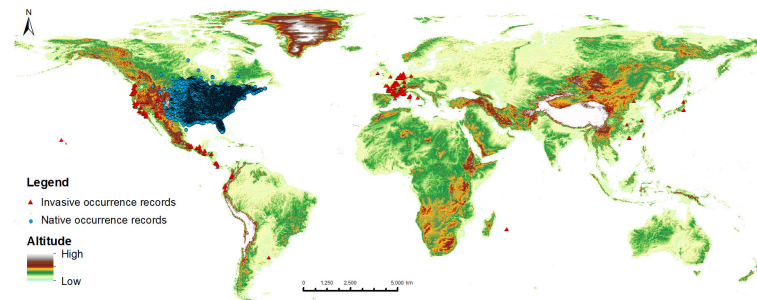 N
Legend
Invasive occurrence records
Native occurrence records
Altitude
High
Low
0 1,250 2,500 5,000 km